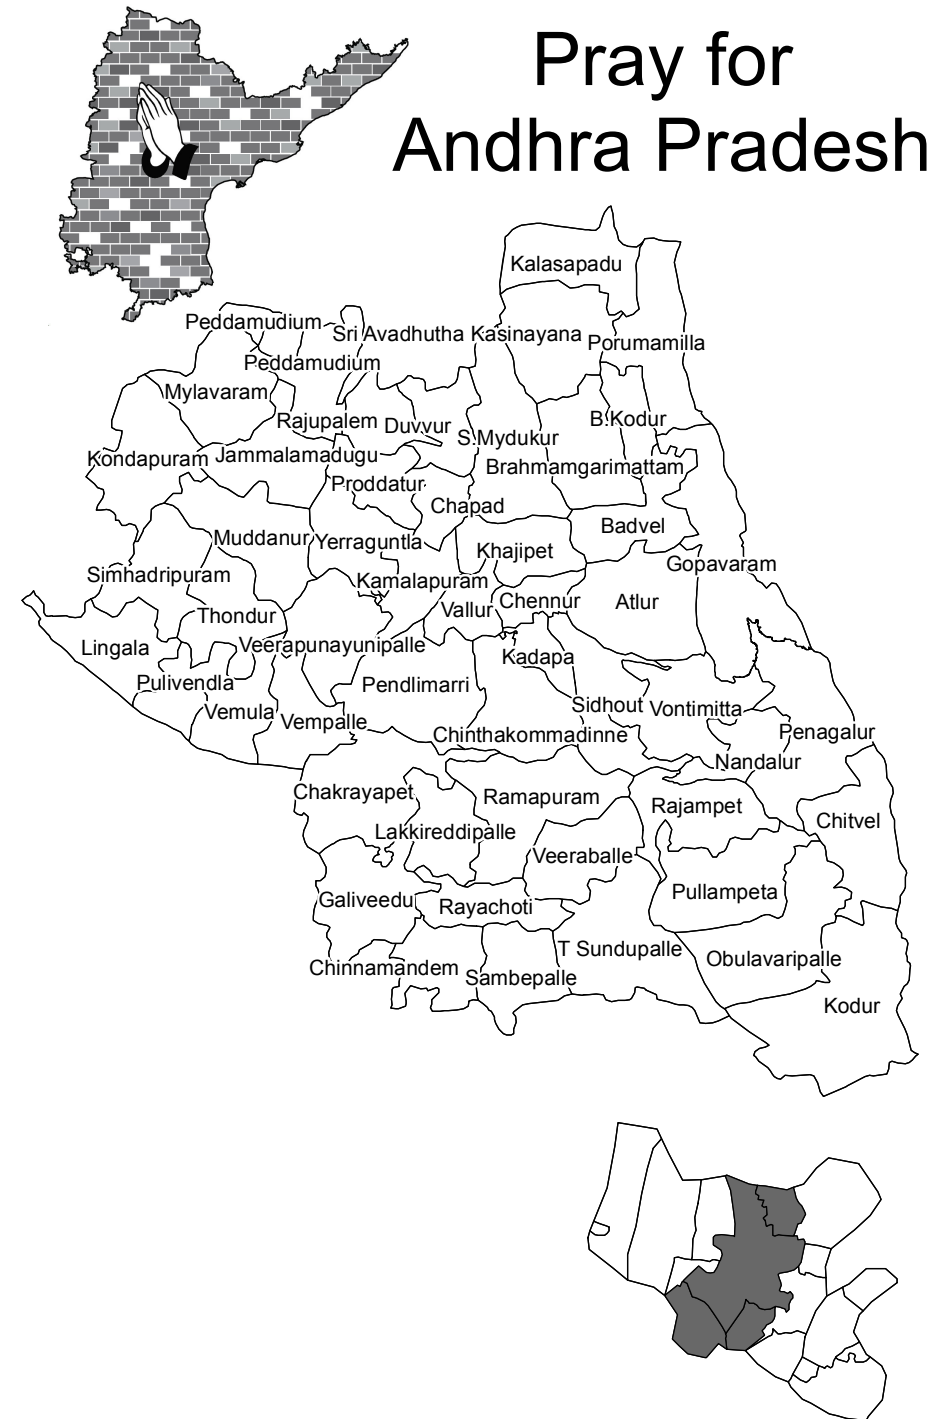 Pray for
Andhra Pradesh
Kalasapadu
Peddamudium
Sri Avadhutha Kasinayana
Porumamilla
Peddamudium
Mylavaram
Rajupalem
Duvvur
B.Kodur
S.Mydukur
Kondapuram
Jammalamadugu
Brahmamgarimattam
Proddatur
Chapad
Badvel
Muddanur
Yerraguntla
Khajipet
Gopavaram
Simhadripuram
Kamalapuram
Vallur
Chennur
Atlur
Thondur
Lingala
Veerapunayunipalle
Kadapa
Pulivendla
Pendlimarri
Vemula
Vempalle
Sidhout
Vontimitta
Chinthakommadinne
Penagalur
Nandalur
Chakrayapet
Ramapuram
Rajampet
Chitvel
Lakkireddipalle
Veeraballe
Galiveedu
Rayachoti
Pullampeta
T Sundupalle
Obulavaripalle
Chinnamandem
Sambepalle
Kodur